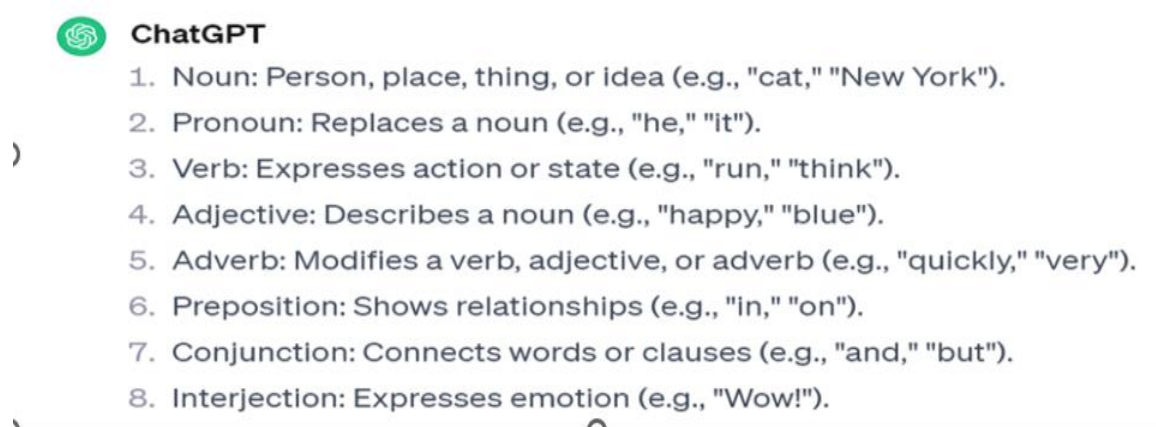 ChatGPT
1. Noun: Person, place, thing, or idea (e.g., "cat," "New York").
2. Pronoun: Replaces a noun (e.g., "he," "it").
3. Verb: Expresses action or state (e.g., "run," "think").
4. Adjective: Describes a noun (e.g., "happy," "blue").
5. Adverb: Modifies a verb, adjective, or adverb (e.g., "quickly," "very").
6. Preposition: Shows relationships (e.g., "in," "on").
7. Conjunction: Connects words or clauses (e.g., "and," "but").
8. Interjection: Expresses emotion (e.g., "Wow!").